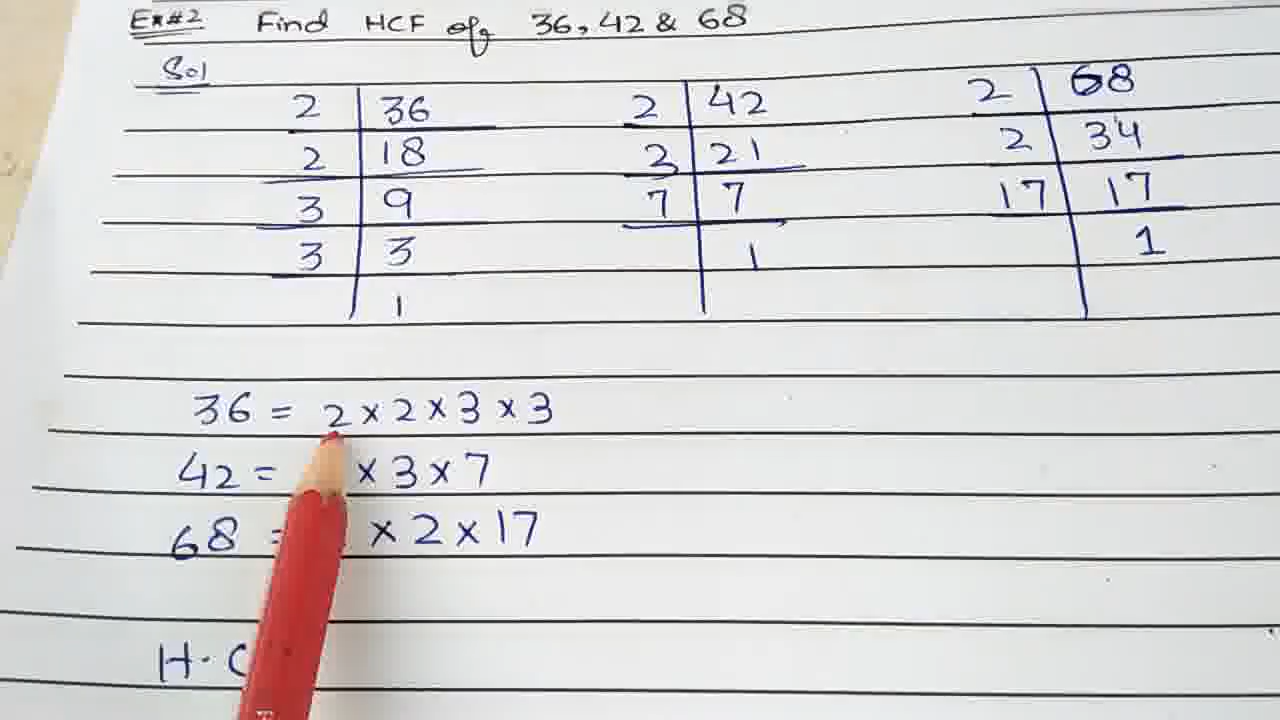 Ex#2 Find HCF of 36, 42 & 68
Sol
2 36 2 42 2 68
2 18 3 21 2 34
3 9 7 7 17 17
3 3 1 1
1
36 = 2 × 2 × 3 × 3
42 = × 3 × 7
68 = × 2 × 17
H.C